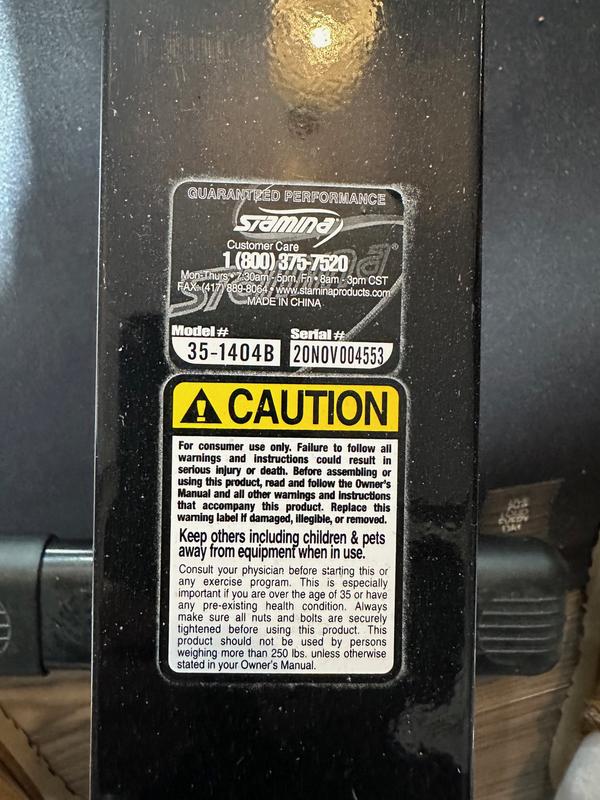 GUARANTEED PERFORMANCE
Stamina®
Customer Care
1 (800) 375-7520
Mon-Thurs • 7:30am - 5pm, Fri • 8am - 3pm CST
FAX: (417) 889-8064 • www.staminaproducts.com
MADE IN CHINA
Model # Serial #
35-1404B 20NOV004553
CAUTION
For consumer use only. Failure to follow all
warnings and instructions could result in
serious injury or death. Before assembling or
using this product, read and follow the Owner's
Manual and all other warnings and instructions
that accompany this product. Replace this
warning label if damaged, illegible, or removed.
Keep others including children & pets
away from equipment when in use.
Consult your physician before starting this or
any exercise program. This is especially
important if you are over the age of 35 or have
any pre-existing health condition. Always
make sure all nuts and bolts are securely
tightened before using this product. This
product should not be used by persons
weighing more than 250 lbs. unless otherwise
stated in your Owner's Manual.